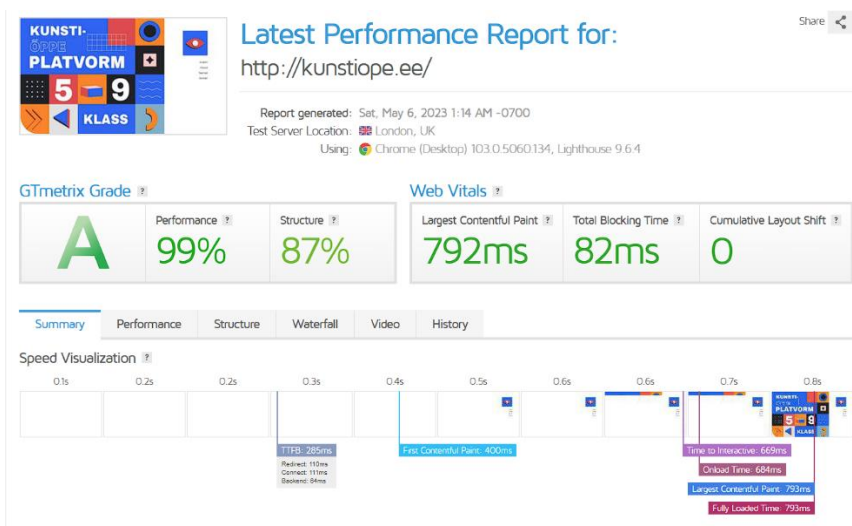 Share
KUNSTI-
ÕPPE
PLATVORM
5 9
KLASS
Latest Performance Report for:
http://kunstiope.ee/
Report generated: Sat, May 6, 2023 1:14 AM -0700
Test Server Location: London, UK
Using: Chrome (Desktop) 103.0.5060.134, Lighthouse 9.6.4
GTmetrix Grade ?
A
Performance ?
99%
Structure ?
87%
Web Vitals ?
Largest Contentful Paint ?
792ms
Total Blocking Time ?
82ms
Cumulative Layout Shift ?
0
Summary Performance Structure Waterfall Video History
Speed Visualization ?
0.1s 0.2s 0.2s 0.3s 0.4s 0.5s 0.6s 0.6s 0.7s 0.8s
KUNSTI-
PLATVORM
5 9
KLASS
TTFB: 285ms
Redirect: 110ms
Connect: 111ms
Backend: 64ms
First Contentful Paint: 400ms
Time to Interactive: 669ms
Onload Time: 684ms
Largest Contentful Paint: 793ms
Fully Loaded Time: 793ms